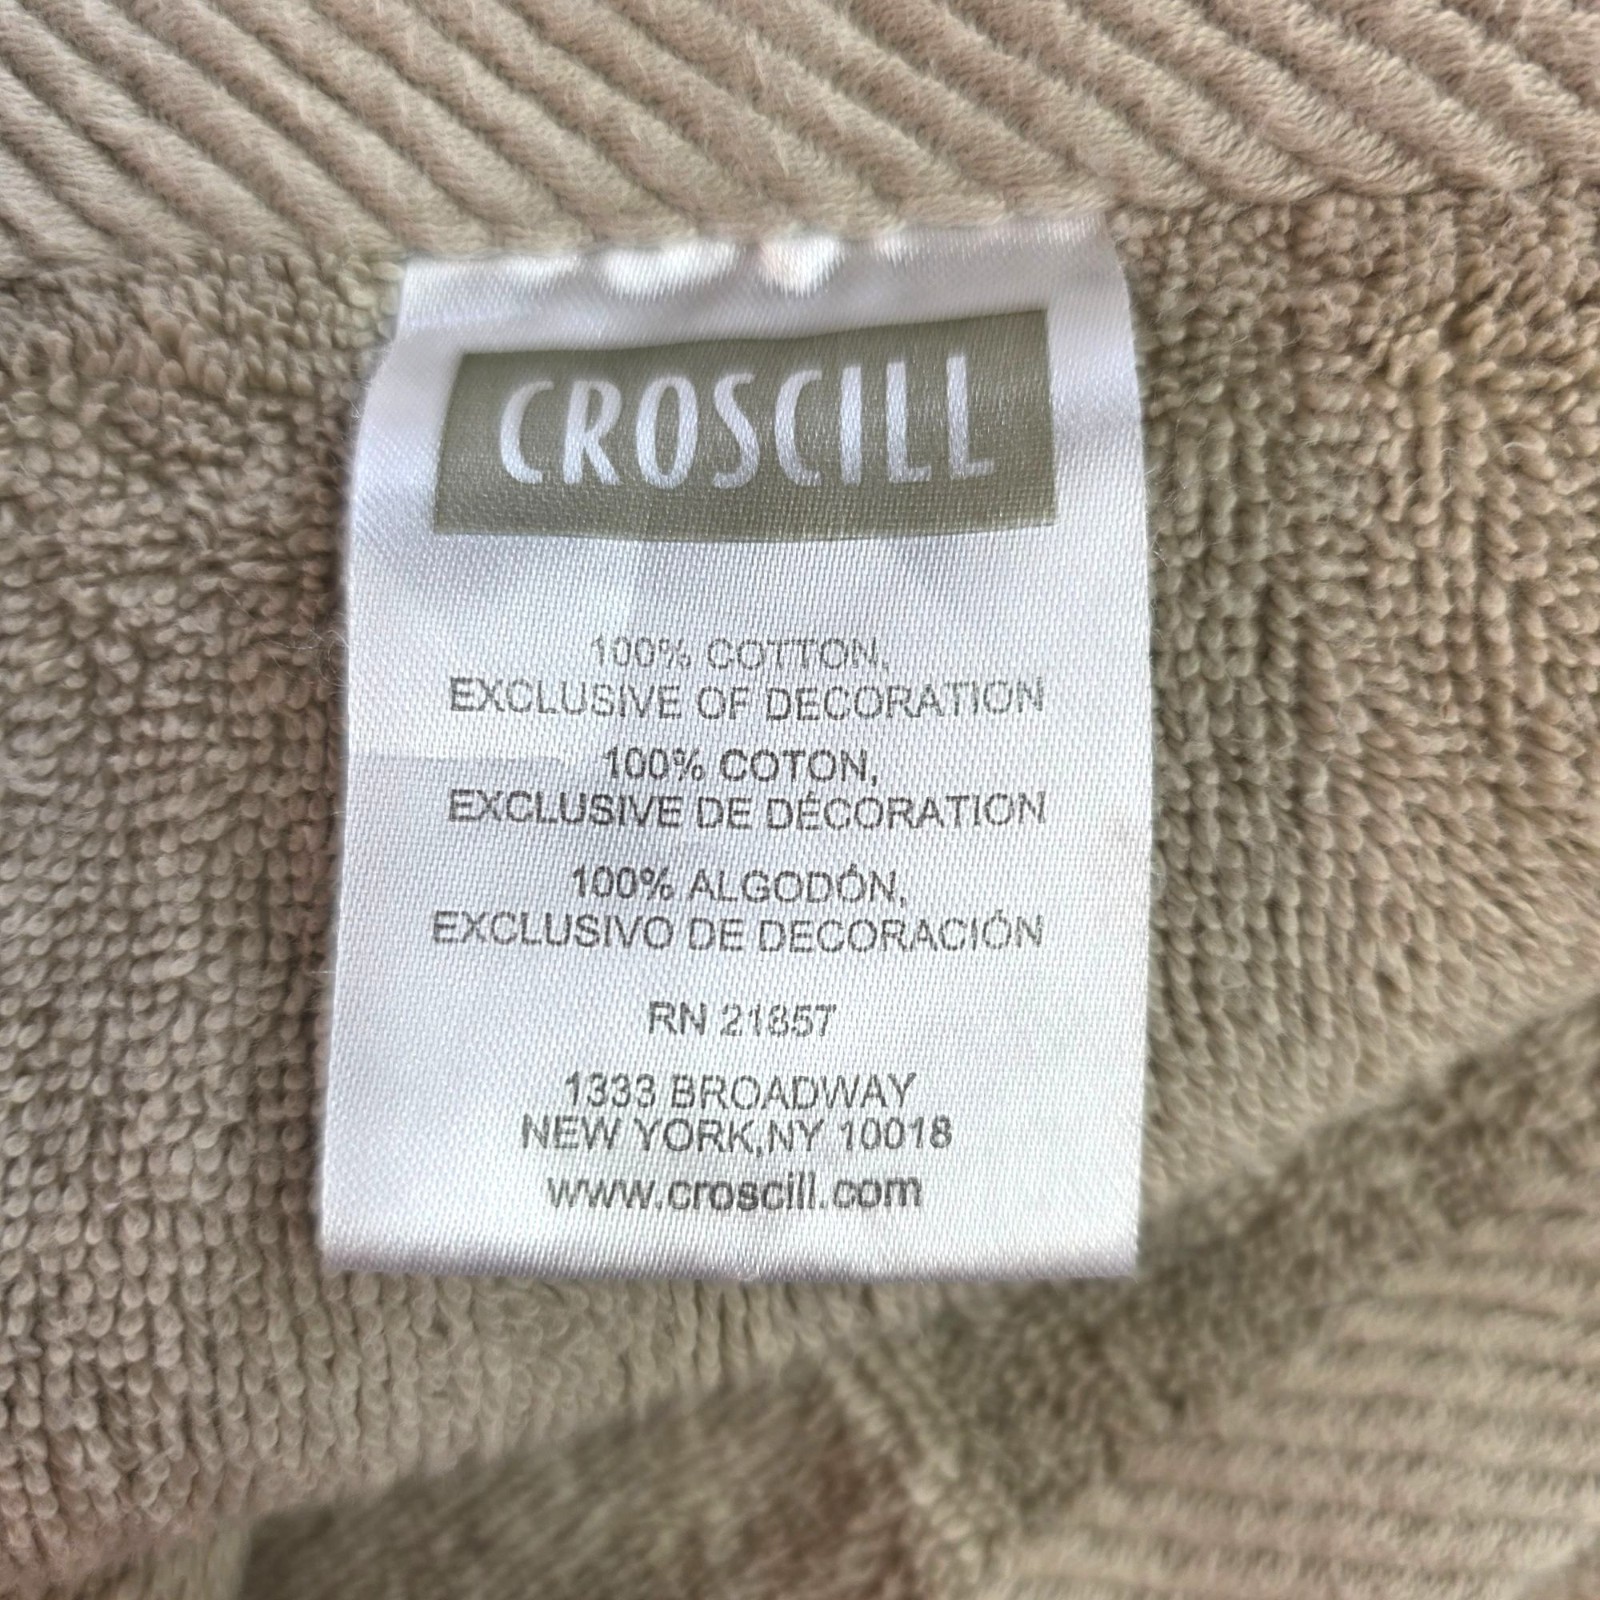 CROSCILL
100% COTTON,
EXCLUSIVE OF DECORATION
100% COTON,
EXCLUSIVE DE DÉCORATION
100% ALGODÓN,
EXCLUSIVO DE DECORACIÓN
RN 21857
1333 BROADWAY
NEW YORK,NY 10018
www.croscill.com